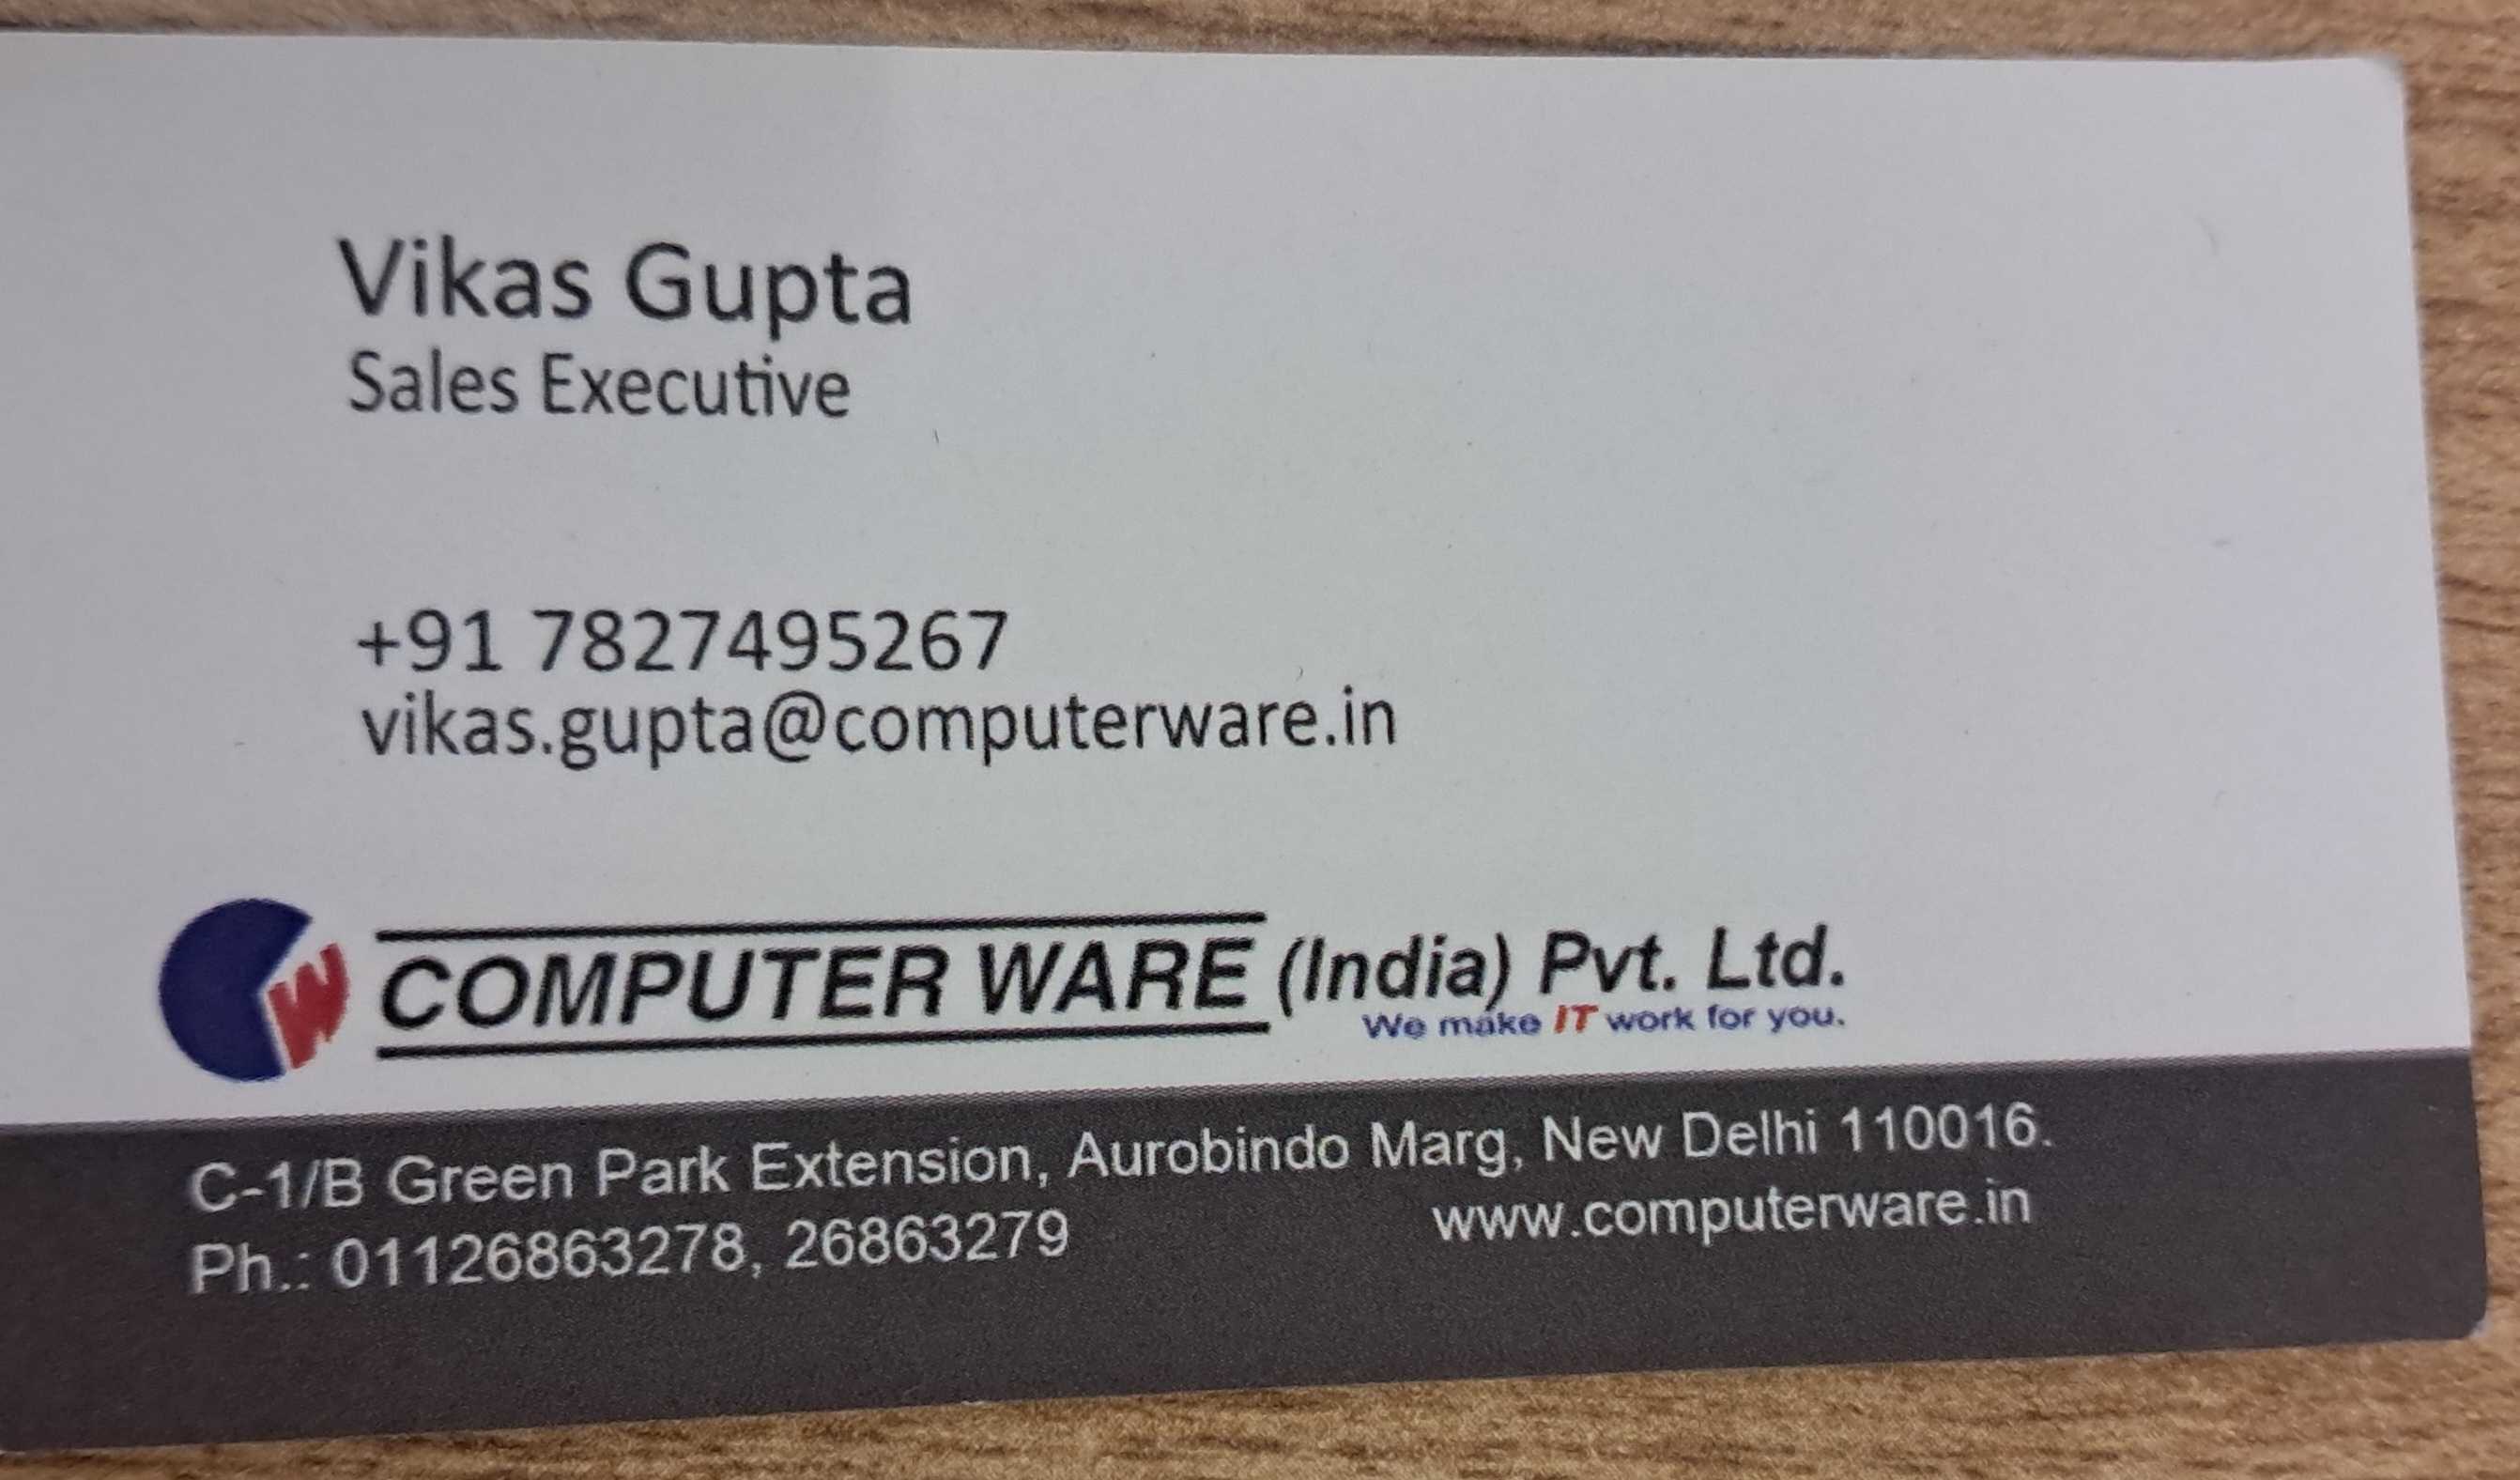 Vikas Gupta
Sales Executive
+91 7827495267
vikas.gupta@computerware.in
CW COMPUTER WARE (India) Pvt. Ltd.
We make IT work for you.
C-1/B Green Park Extension, Aurobindo Marg, New Delhi 110016.
Ph.: 01126863278, 26863279 www.computerware.in